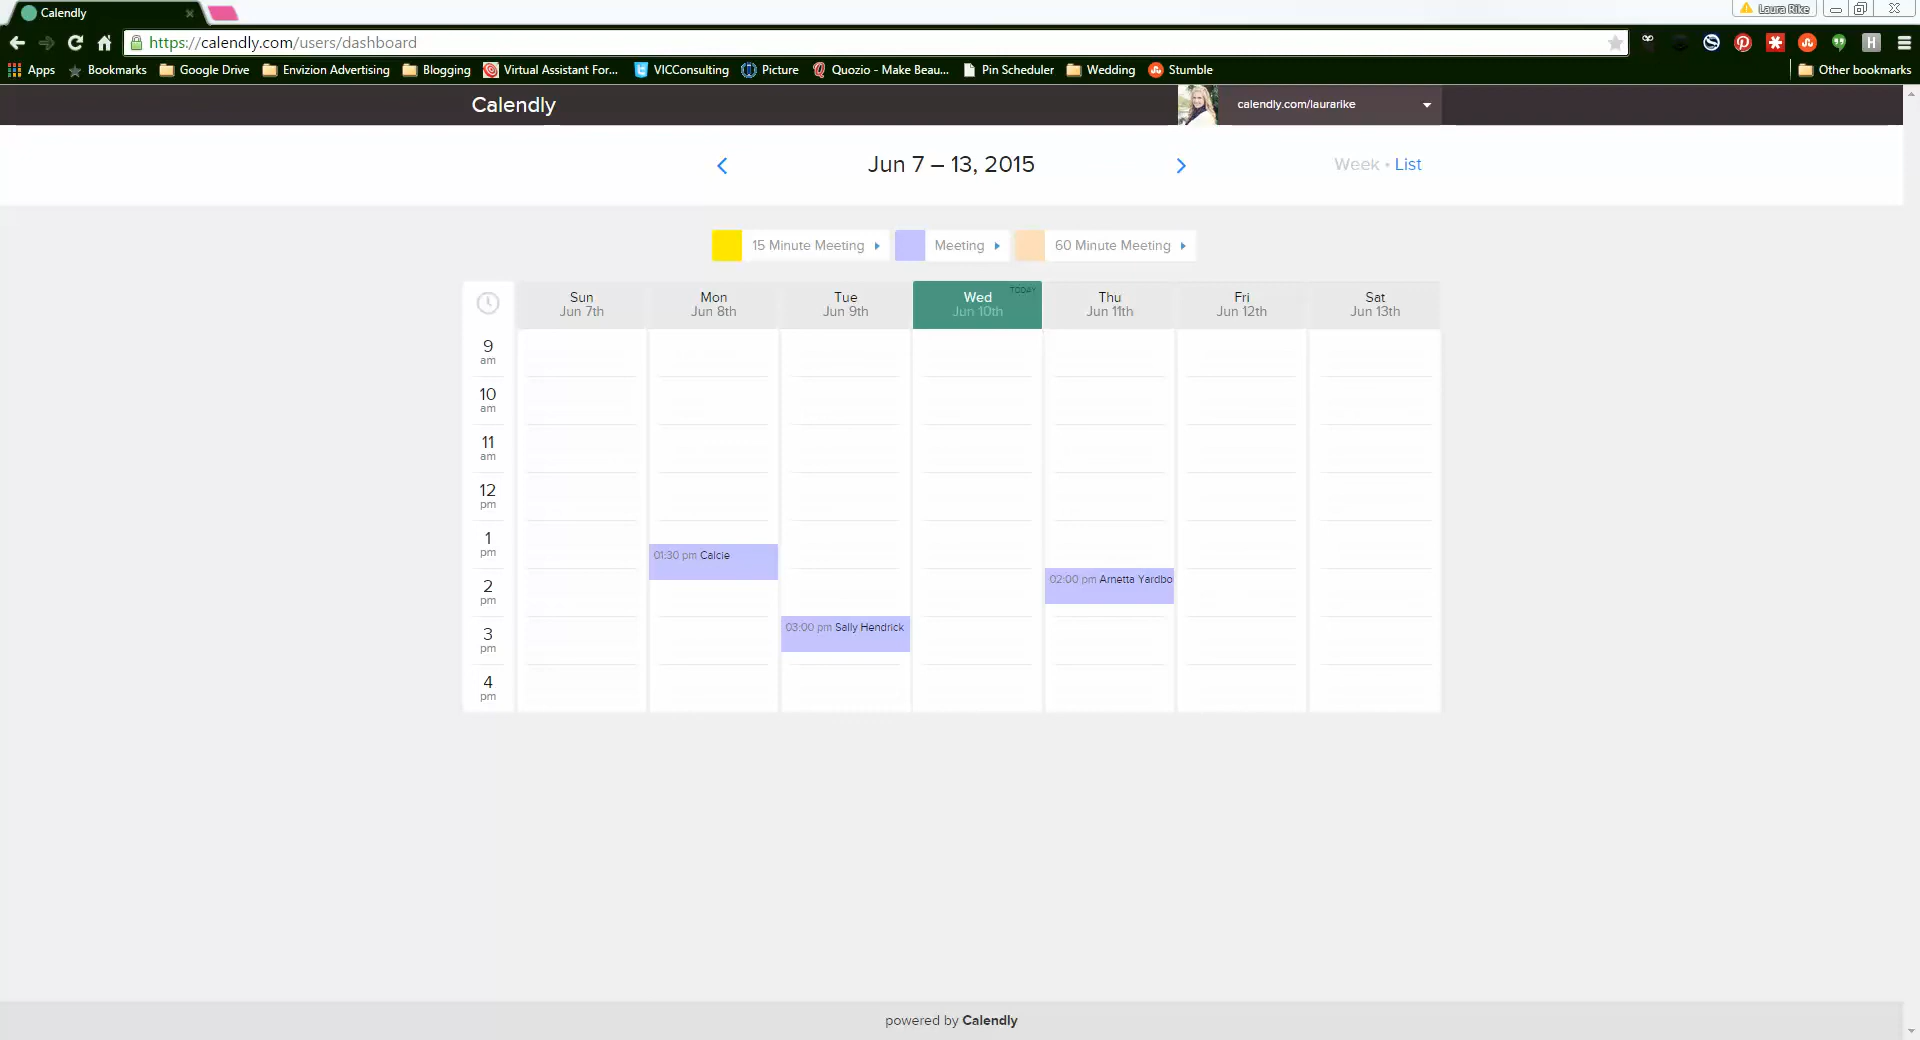 Calendly
Laura Rike
https://calendly.com/users/dashboard
Apps Bookmarks Google Drive Envizion Advertising Blogging Virtual Assistant For... VICConsulting Picture Quozio - Make Beau... Pin Scheduler Wedding Stumble Other bookmarks
Calendly calendly.com/laurarike
Jun 7 – 13, 2015 Week • List
15 Minute Meeting Meeting 60 Minute Meeting
TODAY
Sun Mon Tue Wed Thu Fri Sat
Jun 7th Jun 8th Jun 9th Jun 10th Jun 11th Jun 12th Jun 13th
9
am
10
am
11
am
12
pm
1
pm
01:30 pm Calcie
2
pm
02:00 pm Arnetta Yardbo
03:00 pm Sally Hendrick
3
pm
4
pm
powered by Calendly